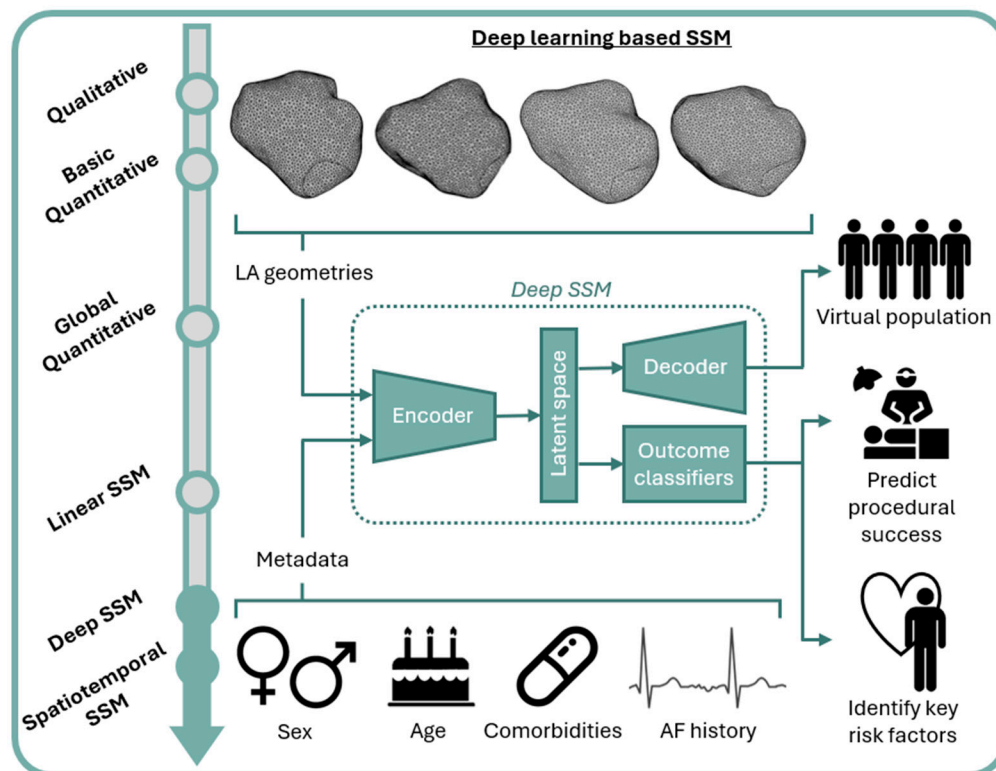 Deep learning based SSM
Qualitative
Basic
Quantitative
Global
Quantitative
Linear SSM
Deep SSM
Spatiotemporal
SSM
LA geometries
Deep SSM
Encoder
Latent space
Decoder
Outcome
classifiers
Metadada
Sex
Age
Comorbidities
AF history
Virtual population
Predict
procedural
success
Identify key
risk factors